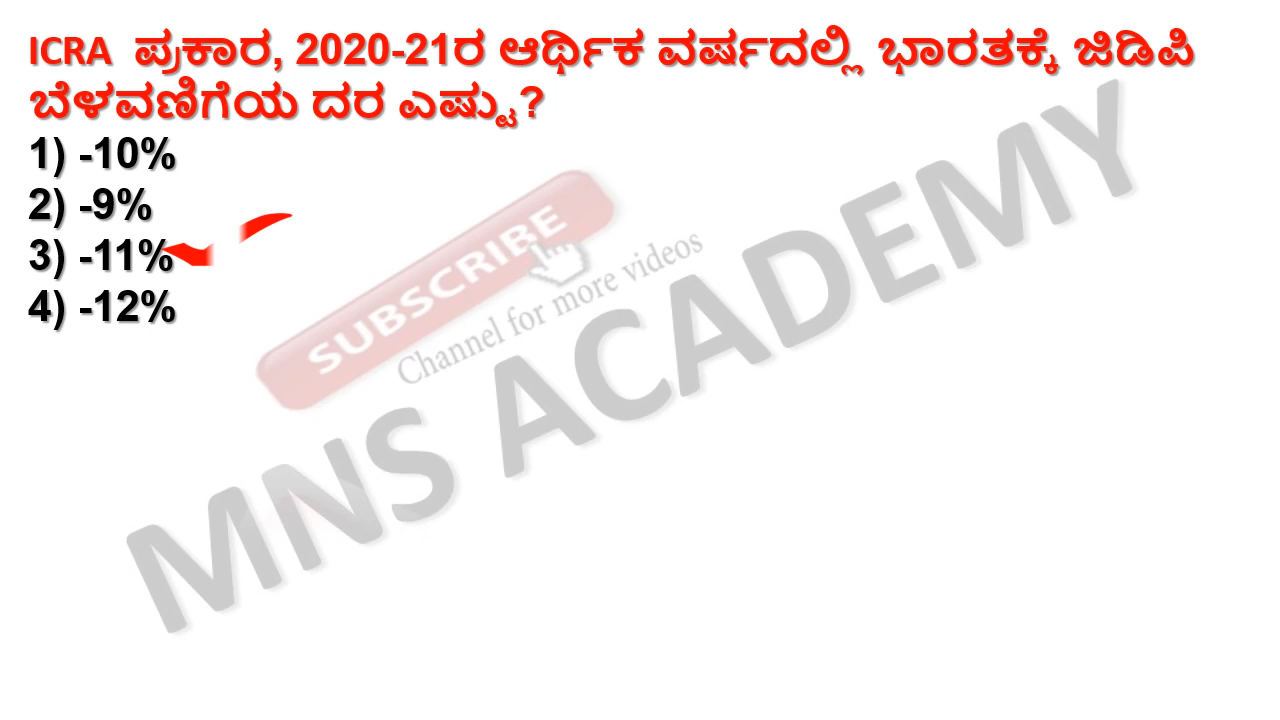 ICRA ಪ್ರಕಾರ, 2020-21ರ ಆರ್ಥಿಕ ವರ್ಷದಲ್ಲಿ ಭಾರತಕ್ಕೆ ಜಿಡಿಪಿ
ಬೆಳವಣಿಗೆಯ ದರ ಎಷ್ಟು?
1) -10%
2) -9%
3) -11%
4) -12%
SUBSCRIBE
Channel for more videos
MNS ACADEMY